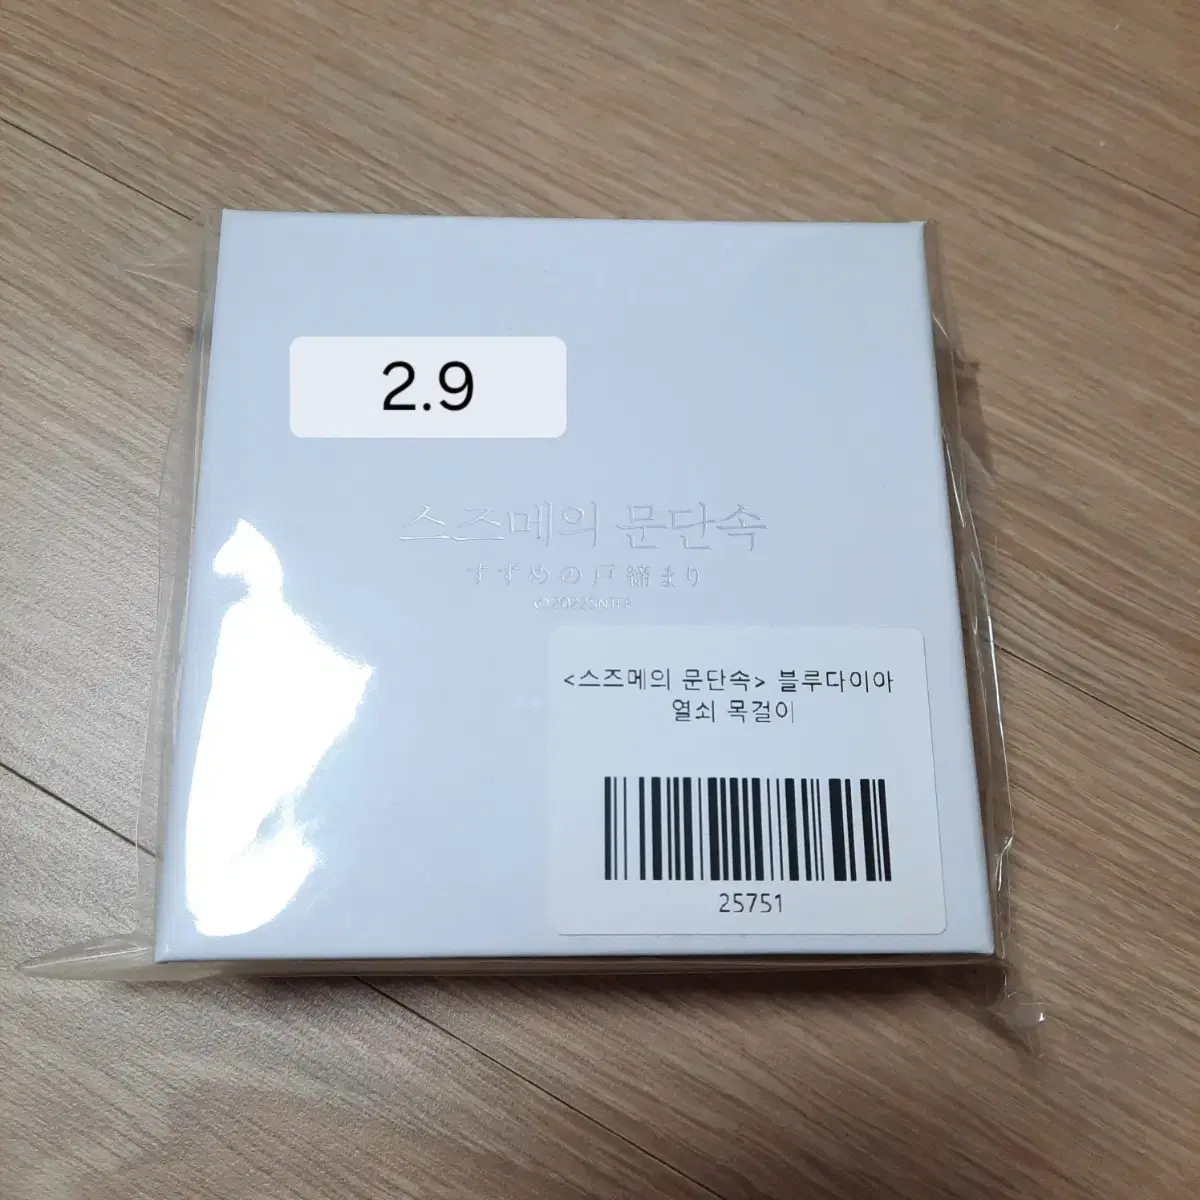 2.9
스즈메의 문단속
すずめの戸締まり
©2022SNTFP
<스즈메의 문단속> 블루다이아
열쇠 목걸이
25751